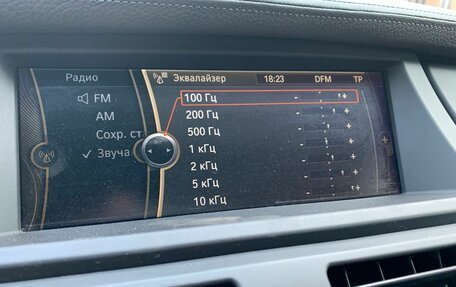 Радио
Эквалайзер 18:23 DFM TP
FM
AM
Сохр. ст.
✓ Звуча
100 Гц - +
200 Гц - +
500 Гц - +
1 кГц - +
2 кГц - +
5 кГц - +
10 кГц